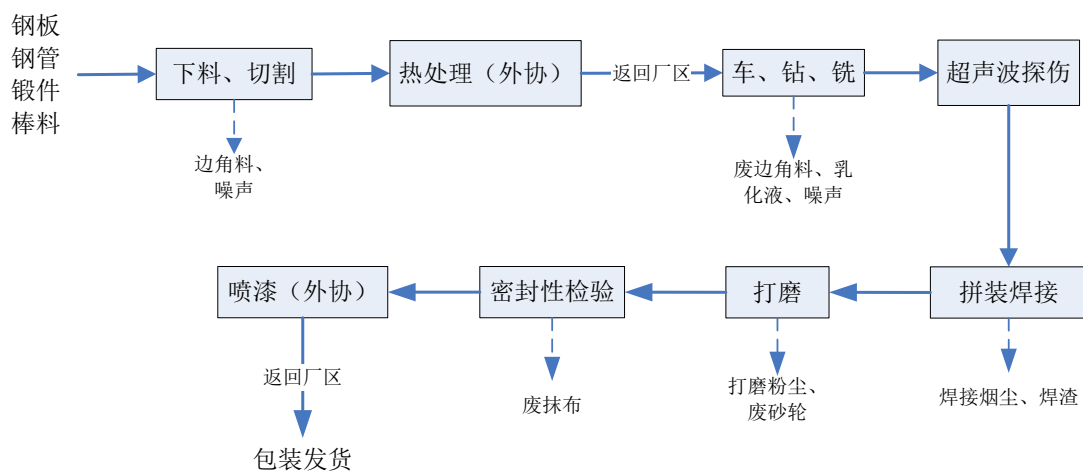 钢板
钢管
锻件
棒料
下料、切割
热处理（外协）
返回厂区
车、钻、铣
超声波探伤
边角料、
噪声
废边角料、乳
化液、噪声
喷漆（外协）
密封性检验
打磨
拼装焊接
返回厂区
废抹布
打磨粉尘、
废砂轮
焊接烟尘、焊渣
包装发货